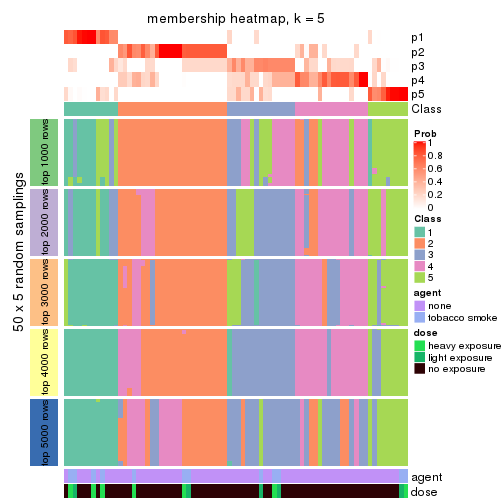 membership heatmap, k = 5
p1
p2
p3
p4
p5
Class
50 x 5 random samplings
top 1000 rows
top 2000 rows
top 3000 rows
top 4000 rows
top 5000 rows
Prob
1
0.8
0.6
0.4
0.2
0
Class
1
2
3
4
5
agent
none
tobacco smoke
dose
heavy exposure
light exposure
no exposure
agent
dose